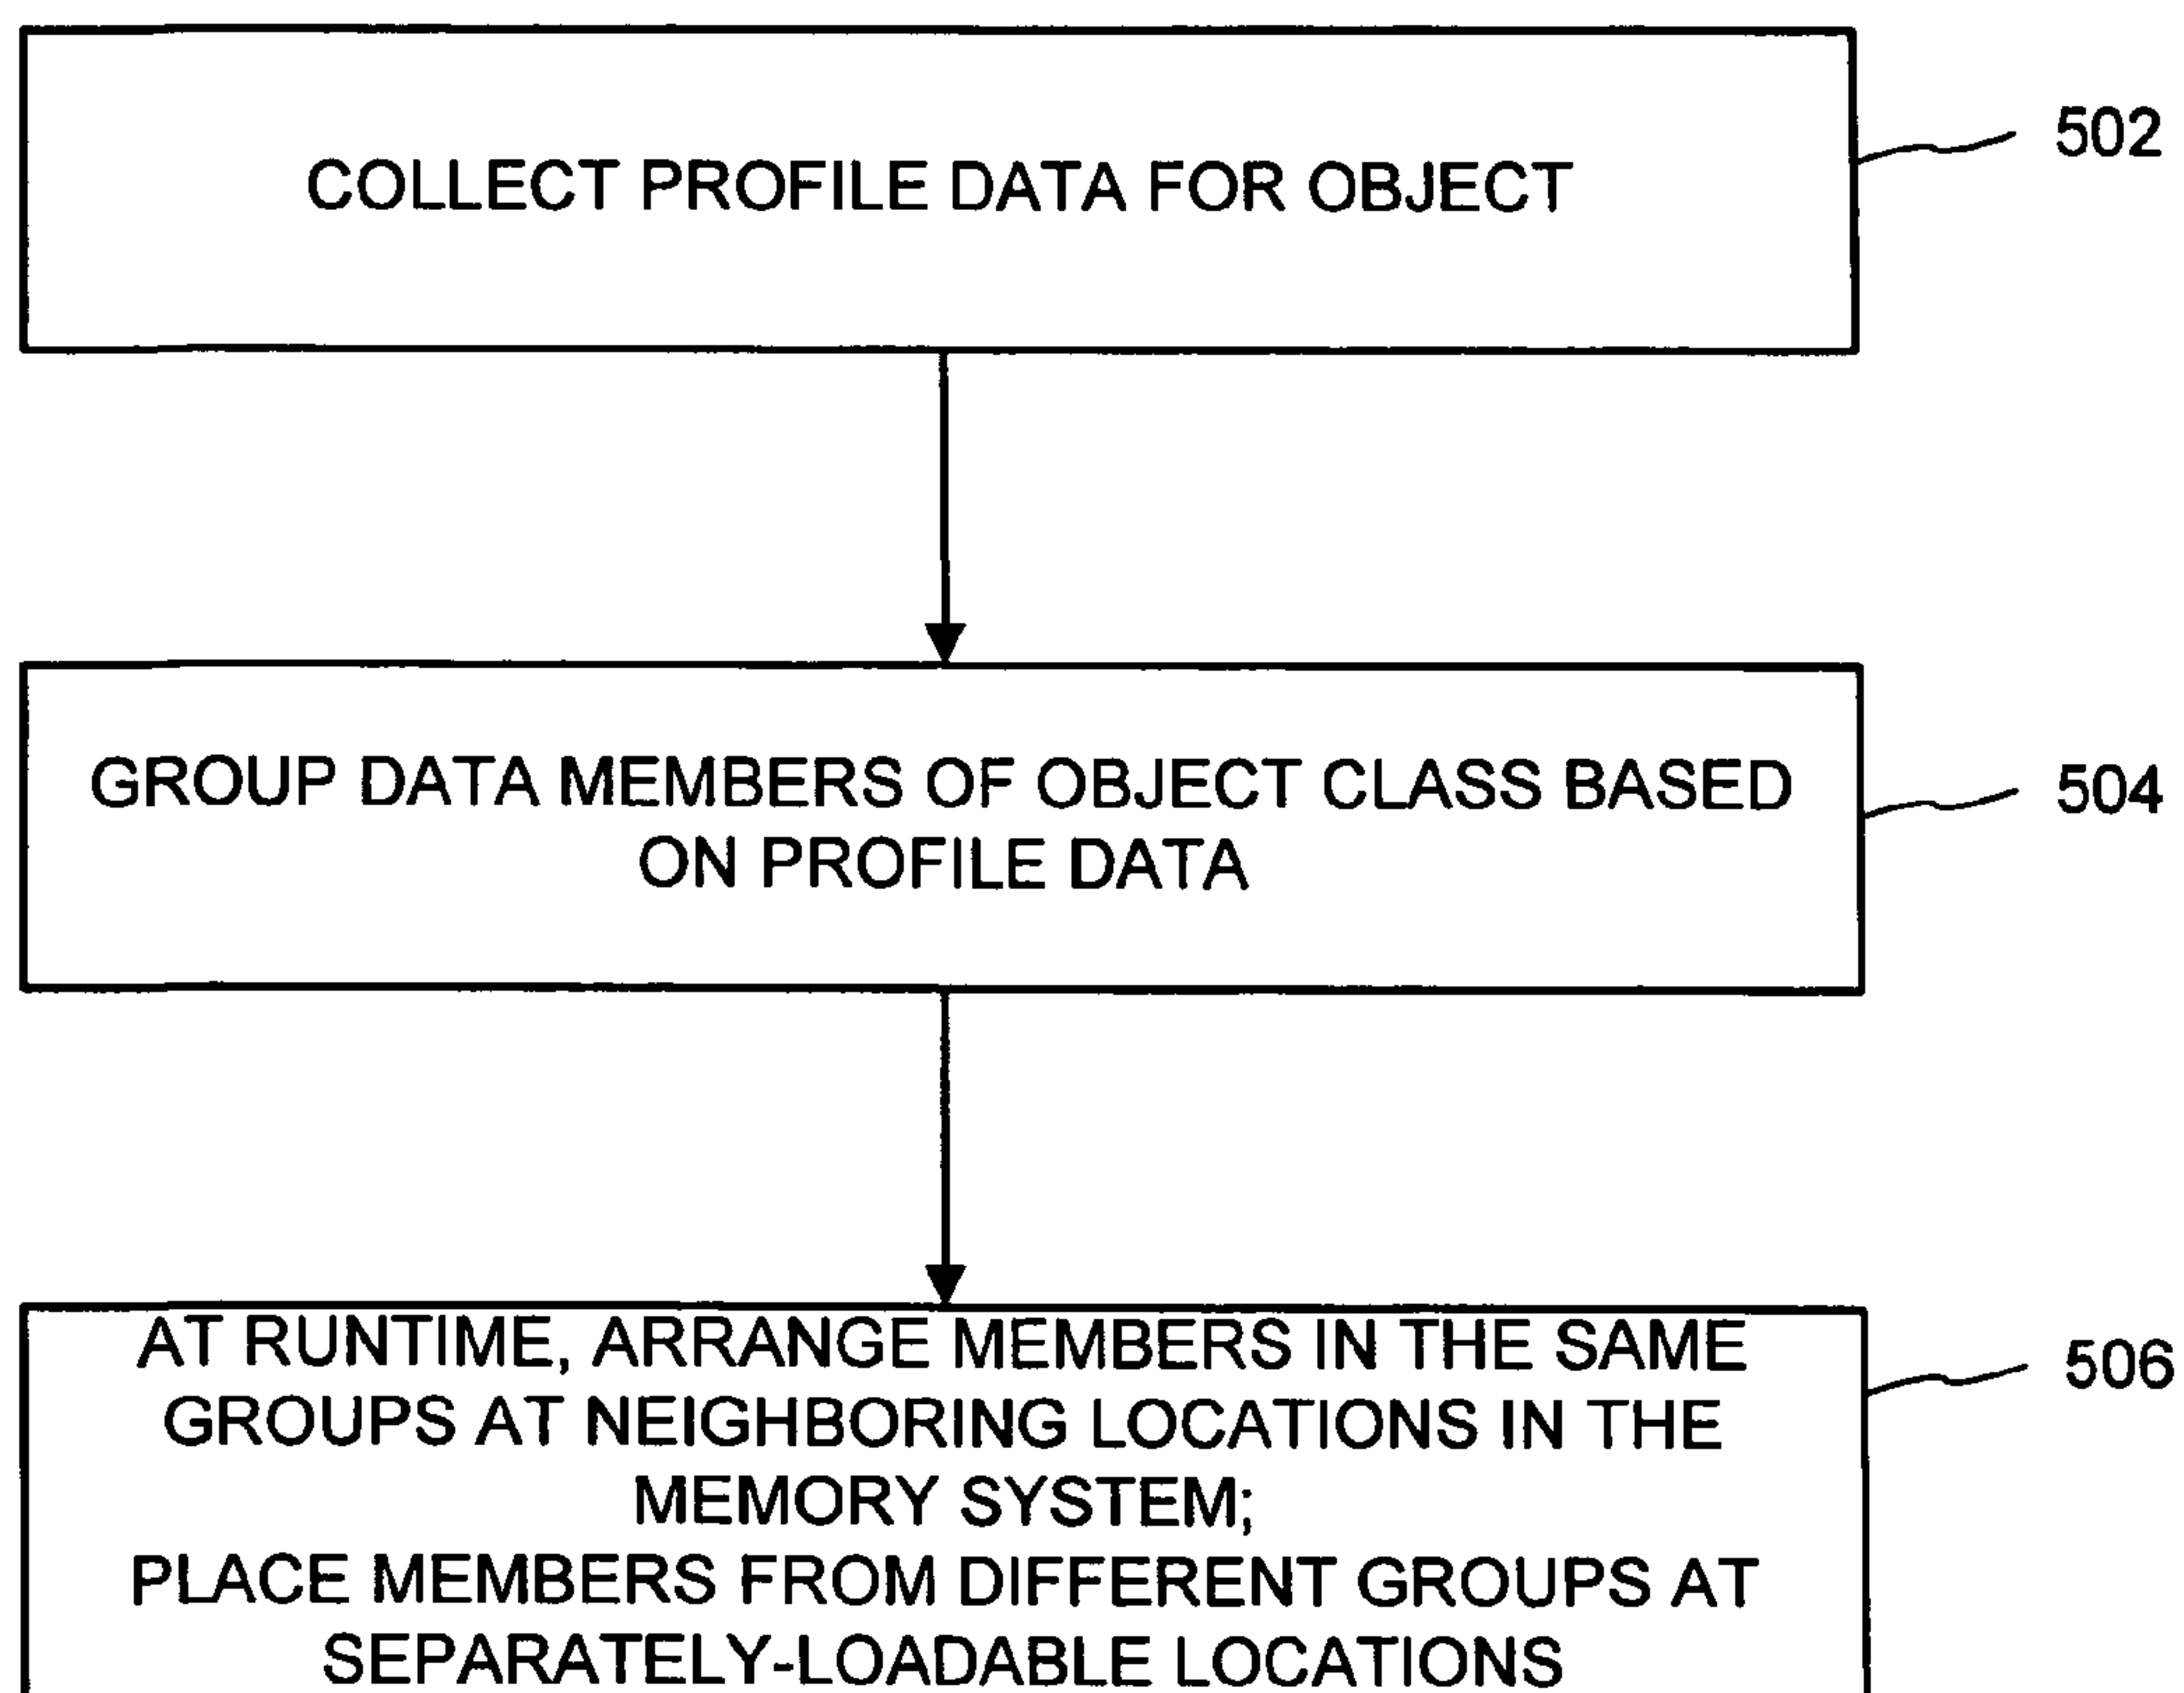 COLLECT PROFILE DATA FOR OBJECT
502
GROUP DATA MEMBERS OF OBJECT CLASS BASED
ON PROFILE DATA
504
AT RUNTIME, ARRANGE MEMBERS IN THE SAME
GROUPS AT NEIGHBORING LOCATIONS IN THE
MEMORY SYSTEM;
PLACE MEMBERS FROM DIFFERENT GROUPS AT
SEPARATELY-LOADABLE LOCATIONS
506